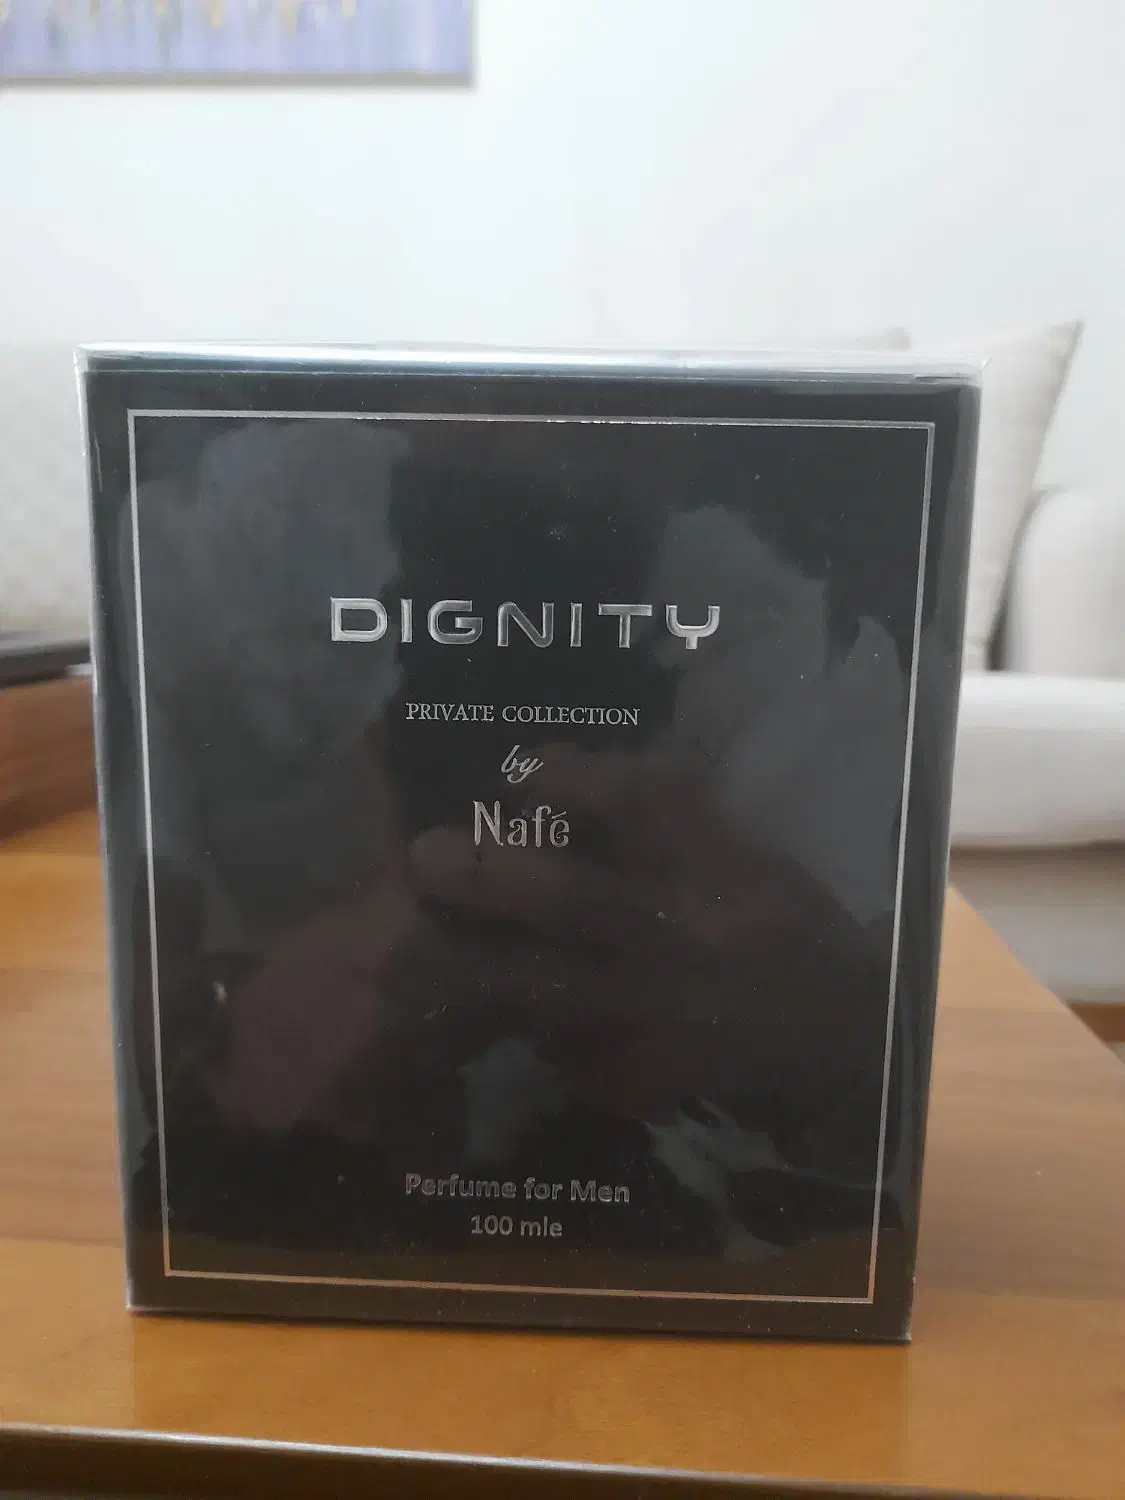 DIGNITY
PRIVATE COLLECTION
by
Nafé
Perfume for Men
100 mle